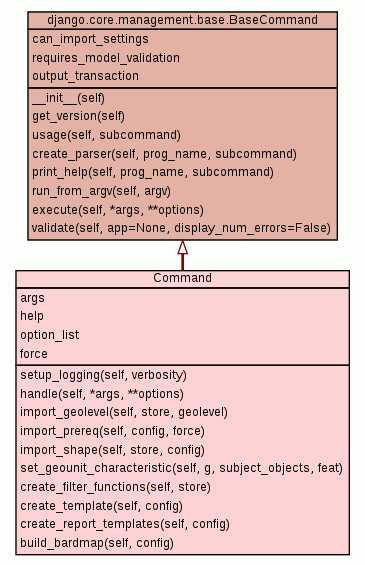 django.core.management.base.BaseCommand
can_import_settings
requires_model_validation
output_transaction
__init__(self)
get_version(self)
usage(self, subcommand)
create_parser(self, prog_name, subcommand)
print_help(self, prog_name, subcommand)
run_from_argv(self, argv)
execute(self, *args, **options)
validate(self, app=None, display_num_errors=False)
Command
args
help
option_list
force
setup_logging(self, verbosity)
handle(self, *args, **options)
import_geolevel(self, store, geolevel)
import_prereq(self, config, force)
import_shape(self, store, config)
set_geounit_characteristic(self, g, subject_objects, feat)
create_filter_functions(self, store)
create_template(self, config)
create_report_templates(self, config)
build_bardmap(self, config)